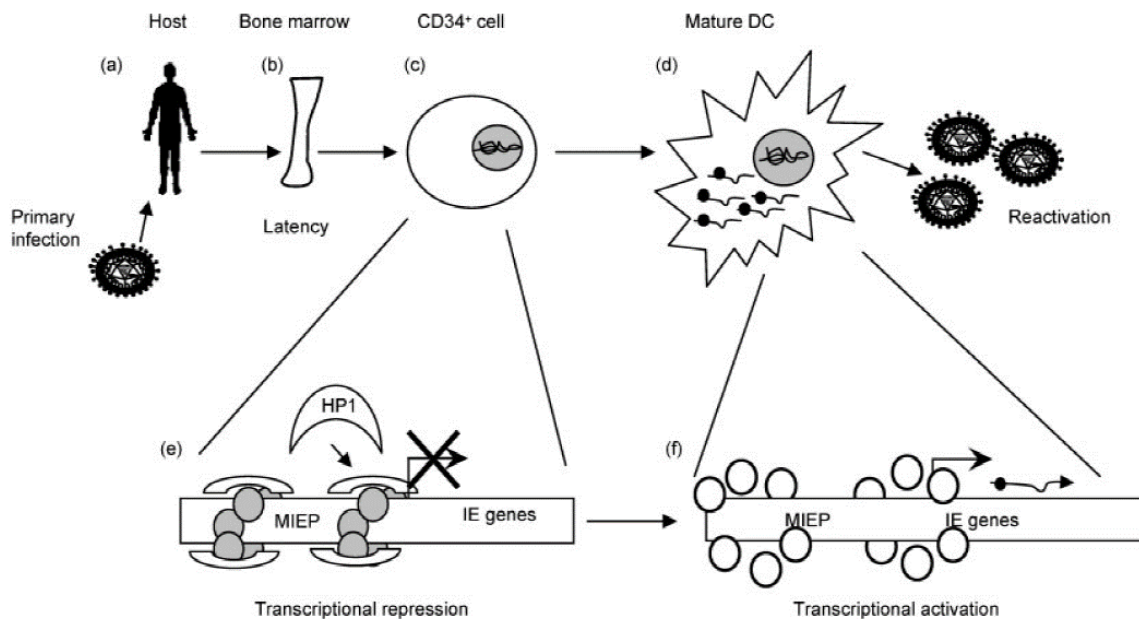 Host
Bone marrow
CD34⁺ cell
Mature DC
(a)
(b)
(c)
(d)
Primary
infection
Latency
Reactivation
HP1
(e)
(f)
MIEP
IE genes
MIEP
IE genes
Transcriptional repression
Transcriptional activation